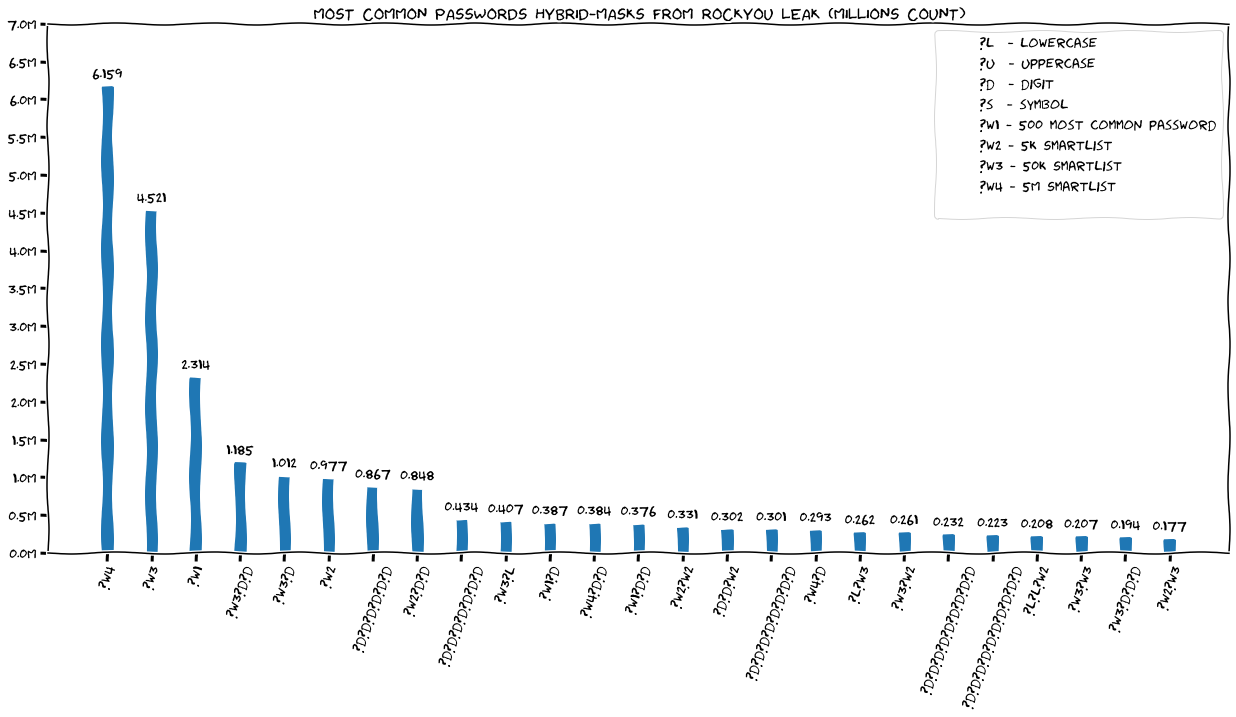 MOST COMMON PASSWORDS HYBRID-MASKS FROM ROCKYOU LEAK (MILLIONS COUNT)
7.0M
6.5M
6.0M
5.5M
5.0M
4.5M
4.0M
3.5M
3.0M
2.5M
2.0M
1.5M
1.0M
0.5M
0.0M
?L - LOWERCASE
?U - UPPERCASE
?D - DIGIT
?S - SYMBOL
?W1 - 500 MOST COMMON PASSWORD
?W2 - 5K SMARTLIST
?W3 - 50K SMARTLIST
?W4 - 5M SMARTLIST
6.159
4.521
2.314
1.185
1.012
0.977
0.867
0.848
0.434
0.407
0.387
0.384
0.376
0.331
0.302
0.301
0.293
0.262
0.261
0.232
0.223
0.208
0.207
0.194
0.177
?W4
?W3
?W1
?W3?D?D
?W3?D
?W2
?D?D?D?D?D?D
?W2?D?D
?D?D?D?D?D?D?D
?W3?L
?W1?D
?W4?D?D
?W1?D?D
?W2?W2
?D?D?W2
?D?D?D?D?D?D?D?D
?W4?D
?L?W3
?W3?W2
?D?D?D?D?D?D?D?D?D
?D?D?D?D?D?D?D?D?D?D
?L?L?W2
?W3?W3
?W3?D?D?D
?W2?W3